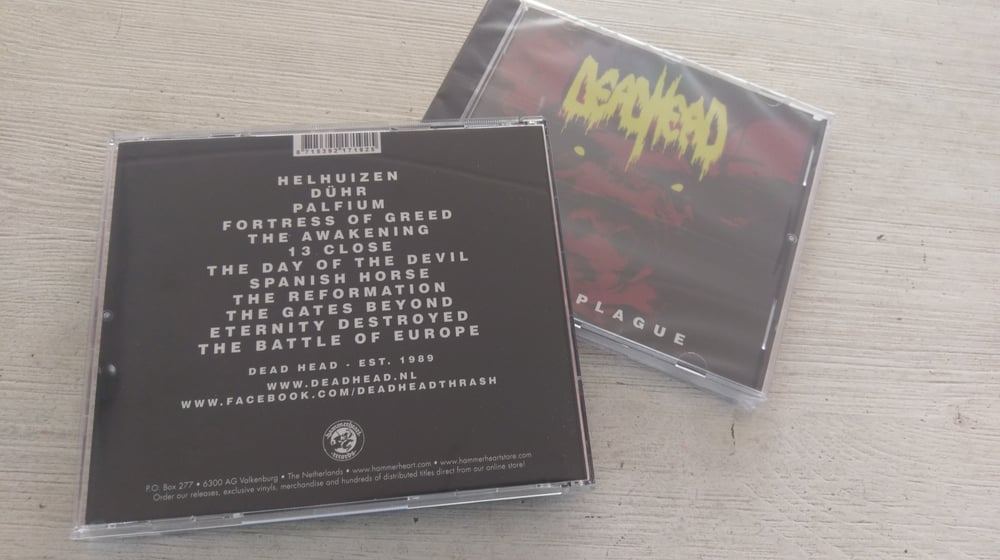 HELHUIZEN
DÜHR
PALFIUM
FORTRESS OF GREED
THE AWAKENING
13 CLOSE
THE DAY OF THE DEVIL
SPANISH HORSE
THE REFORMATION
THE GATES BEYOND
ETERNITY DESTROYED
THE BATTLE OF EUROPE
DEAD HEAD - EST. 1989
WWW.DEADHEAD.NL
WWW.FACEBOOK.COM/DEADHEADTHRASH
hammerheart
records
P.O. Box 277 • 6300 AG Valkenburg • The Netherlands • www.hammerheart.com • www.hammerheartstore.com
Order our releases, exclusive vinyls, merchandise and hundreds of distributed titles direct from our online store!
DEADHEAD
PLAGUE